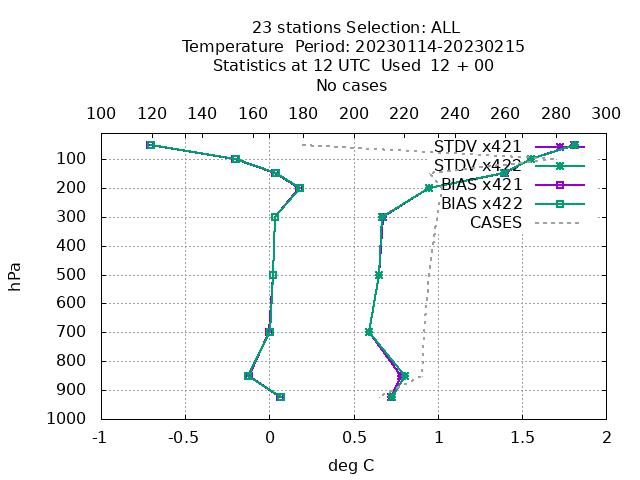 23 stations Selection: ALL
Temperature  Period: 20230114-20230215
Statistics at 12 UTC  Used  12 + 00
No cases
100 120 140 160 180 200 220 240 260 280 300
STDV x421
STDV x422
BIAS x421
BIAS x422
CASES
100
200
300
400
500
600
700
800
900
1000
hPa
-1 -0.5 0 0.5 1 1.5 2
deg C